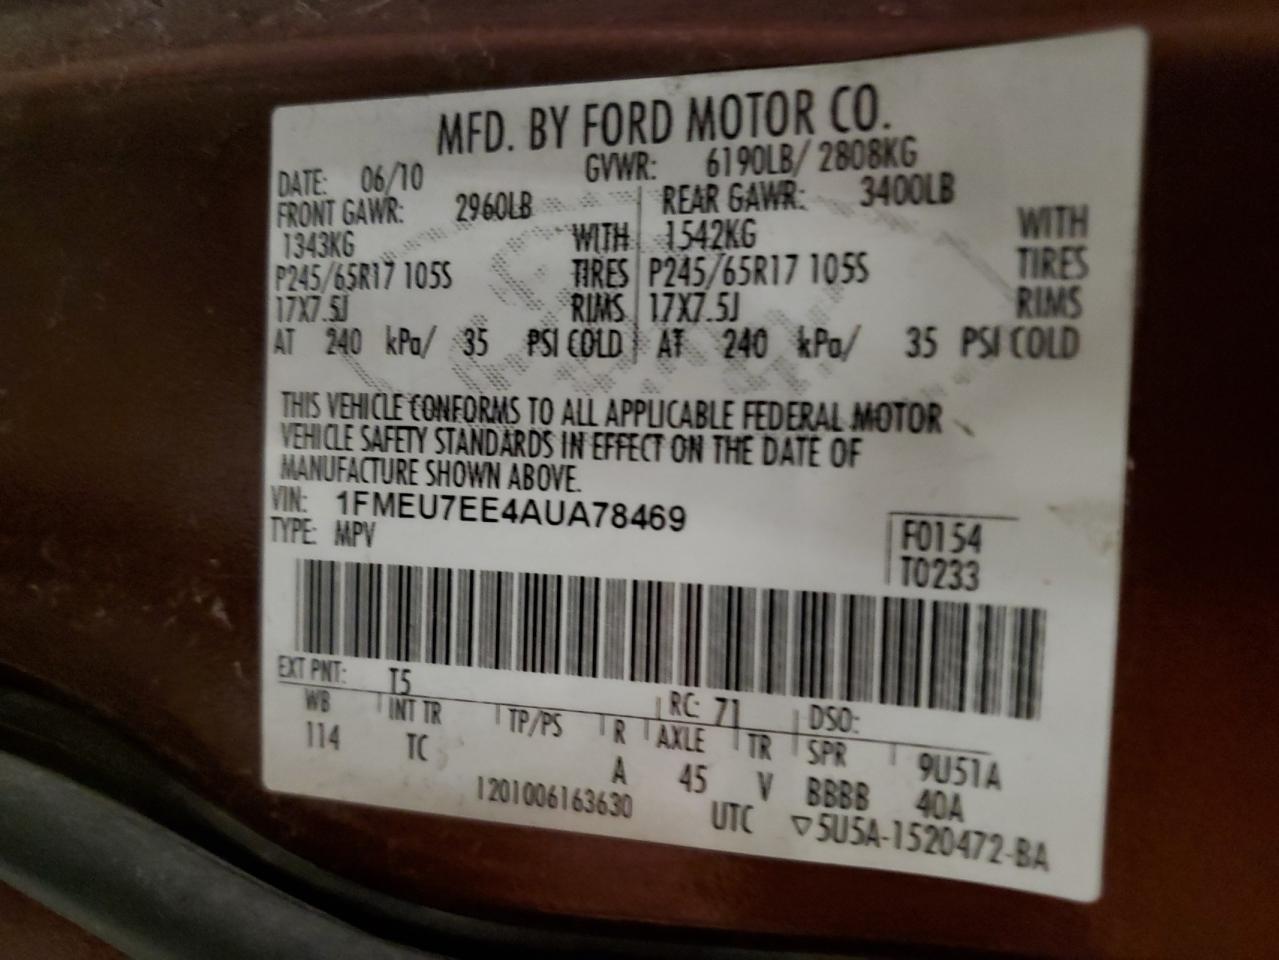 MFD. BY FORD MOTOR CO.
DATE: 06/10 GVWR: 6190LB/ 2808KG
FRONT GAWR: 2960LB REAR GAWR: 3400LB
1343KG WITH 1542KG WITH
P245/65R17 105S TIRES P245/65R17 105S TIRES
17X7.5J RIMS 17X7.5J RIMS
AT 240 kPa/ 35 PSI COLD AT 240 kPa/ 35 PSI COLD
THIS VEHICLE CONFORMS TO ALL APPLICABLE FEDERAL MOTOR
VEHICLE SAFETY STANDARDS IN EFFECT ON THE DATE OF
MANUFACTURE SHOWN ABOVE.
VIN: 1FMEU7EE4AUA78469
TYPE: MPV
F0154
T0233
EXT PNT: T5 RC: 71 DSO:
WB INT TR TP/PS R AXLE TR SPR 9U51A
114 TC A 45 V BBBB 40A
1201006163630 UTC ▽5U5A-1520472-BA